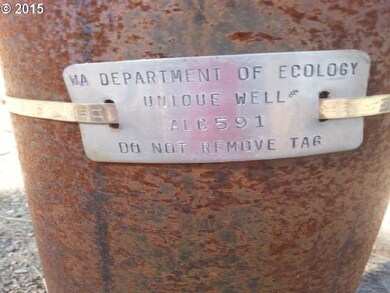 © 2015
WA DEPARTMENT OF ECOLOGY
UNIQUE WELL#
ALC591
DO NOT REMOVE TAG